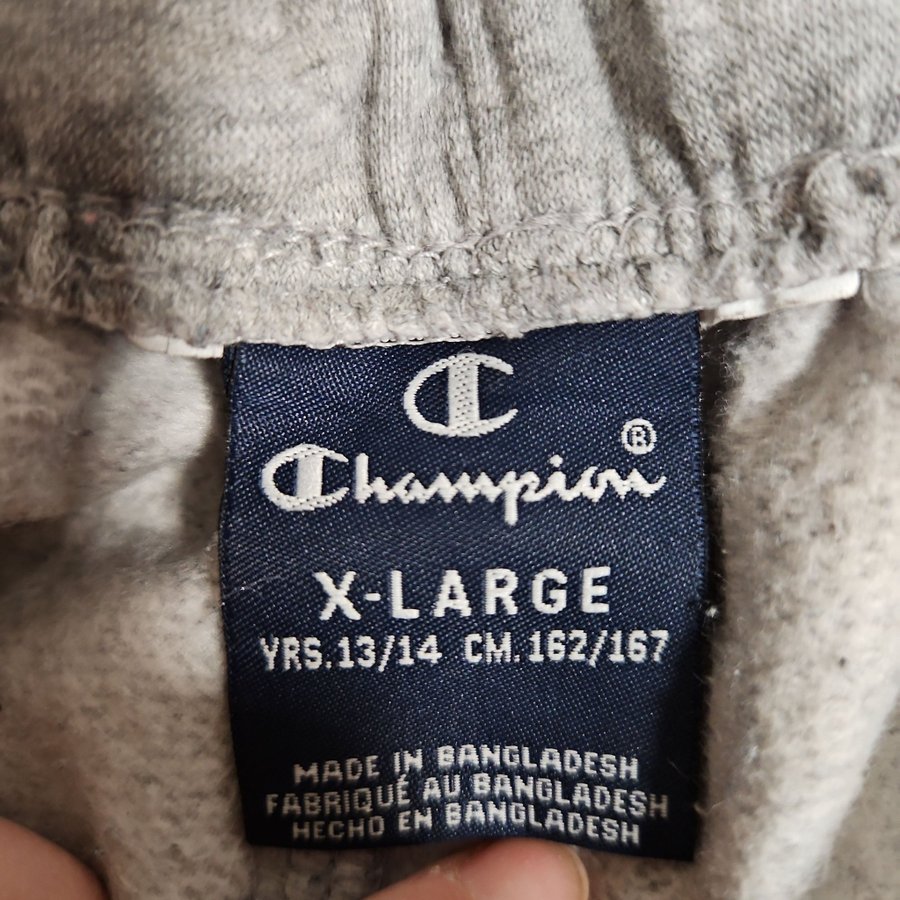 C
Champion®
X-LARGE
YRS.13/14 CM.162/167
MADE IN BANGLADESH
FABRIQUÉ AU BANGLADESH
HECHO EN BANGLADESH